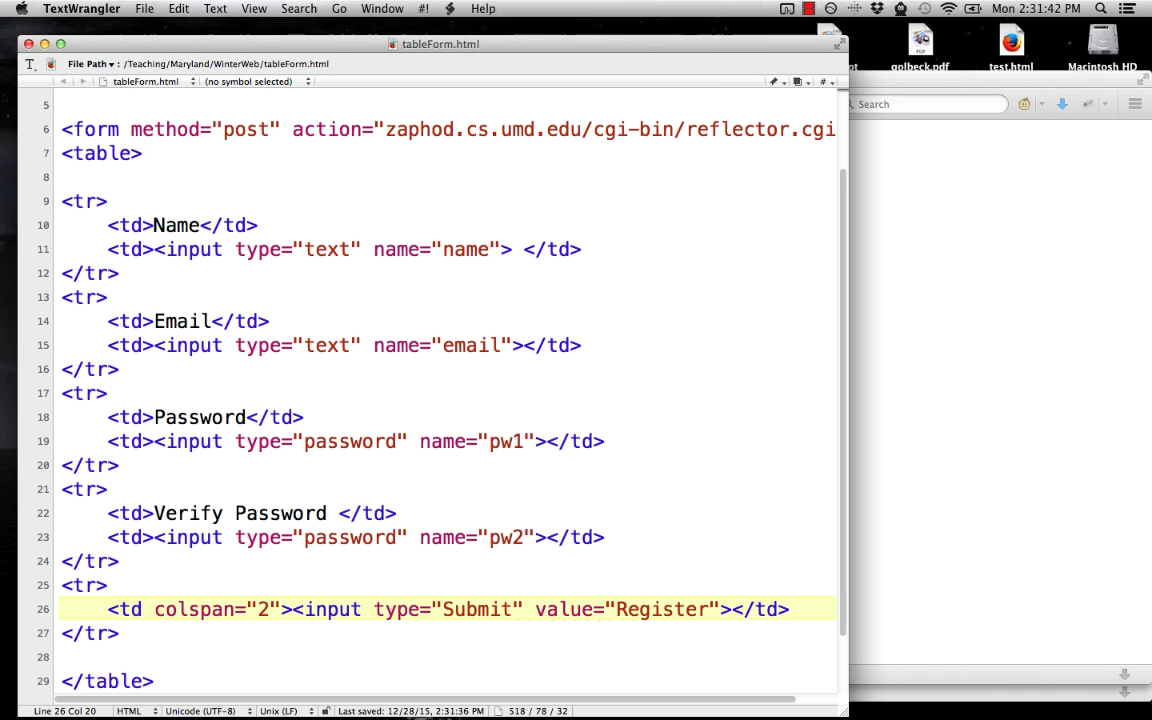 TextWrangler File Edit Text View Search Go Window #! Help Mon 2:31:42 PM
tableForm.html
File Path ▾ : /Teaching/Maryland/WinterWeb/tableForm.html
tableForm.html (no symbol selected)
golbeck.pdf test.html Macintosh HD
Search
5
6 <form method="post" action="zaphod.cs.umd.edu/cgi-bin/reflector.cgi
7 <table>
8
9 <tr>
10 <td>Name</td>
11 <td><input type="text" name="name"> </td>
12 </tr>
13 <tr>
14 <td>Email</td>
15 <td><input type="text" name="email"></td>
16 </tr>
17 <tr>
18 <td>Password</td>
19 <td><input type="password" name="pw1"></td>
20 </tr>
21 <tr>
22 <td>Verify Password </td>
23 <td><input type="password" name="pw2"></td>
24 </tr>
25 <tr>
26 <td colspan="2"><input type="Submit" value="Register"></td>
27 </tr>
28
29 </table>
Line 26 Col 20 HTML Unicode (UTF-8) Unix (LF) Last saved: 12/28/15, 2:31:36 PM 518 / 78 / 32